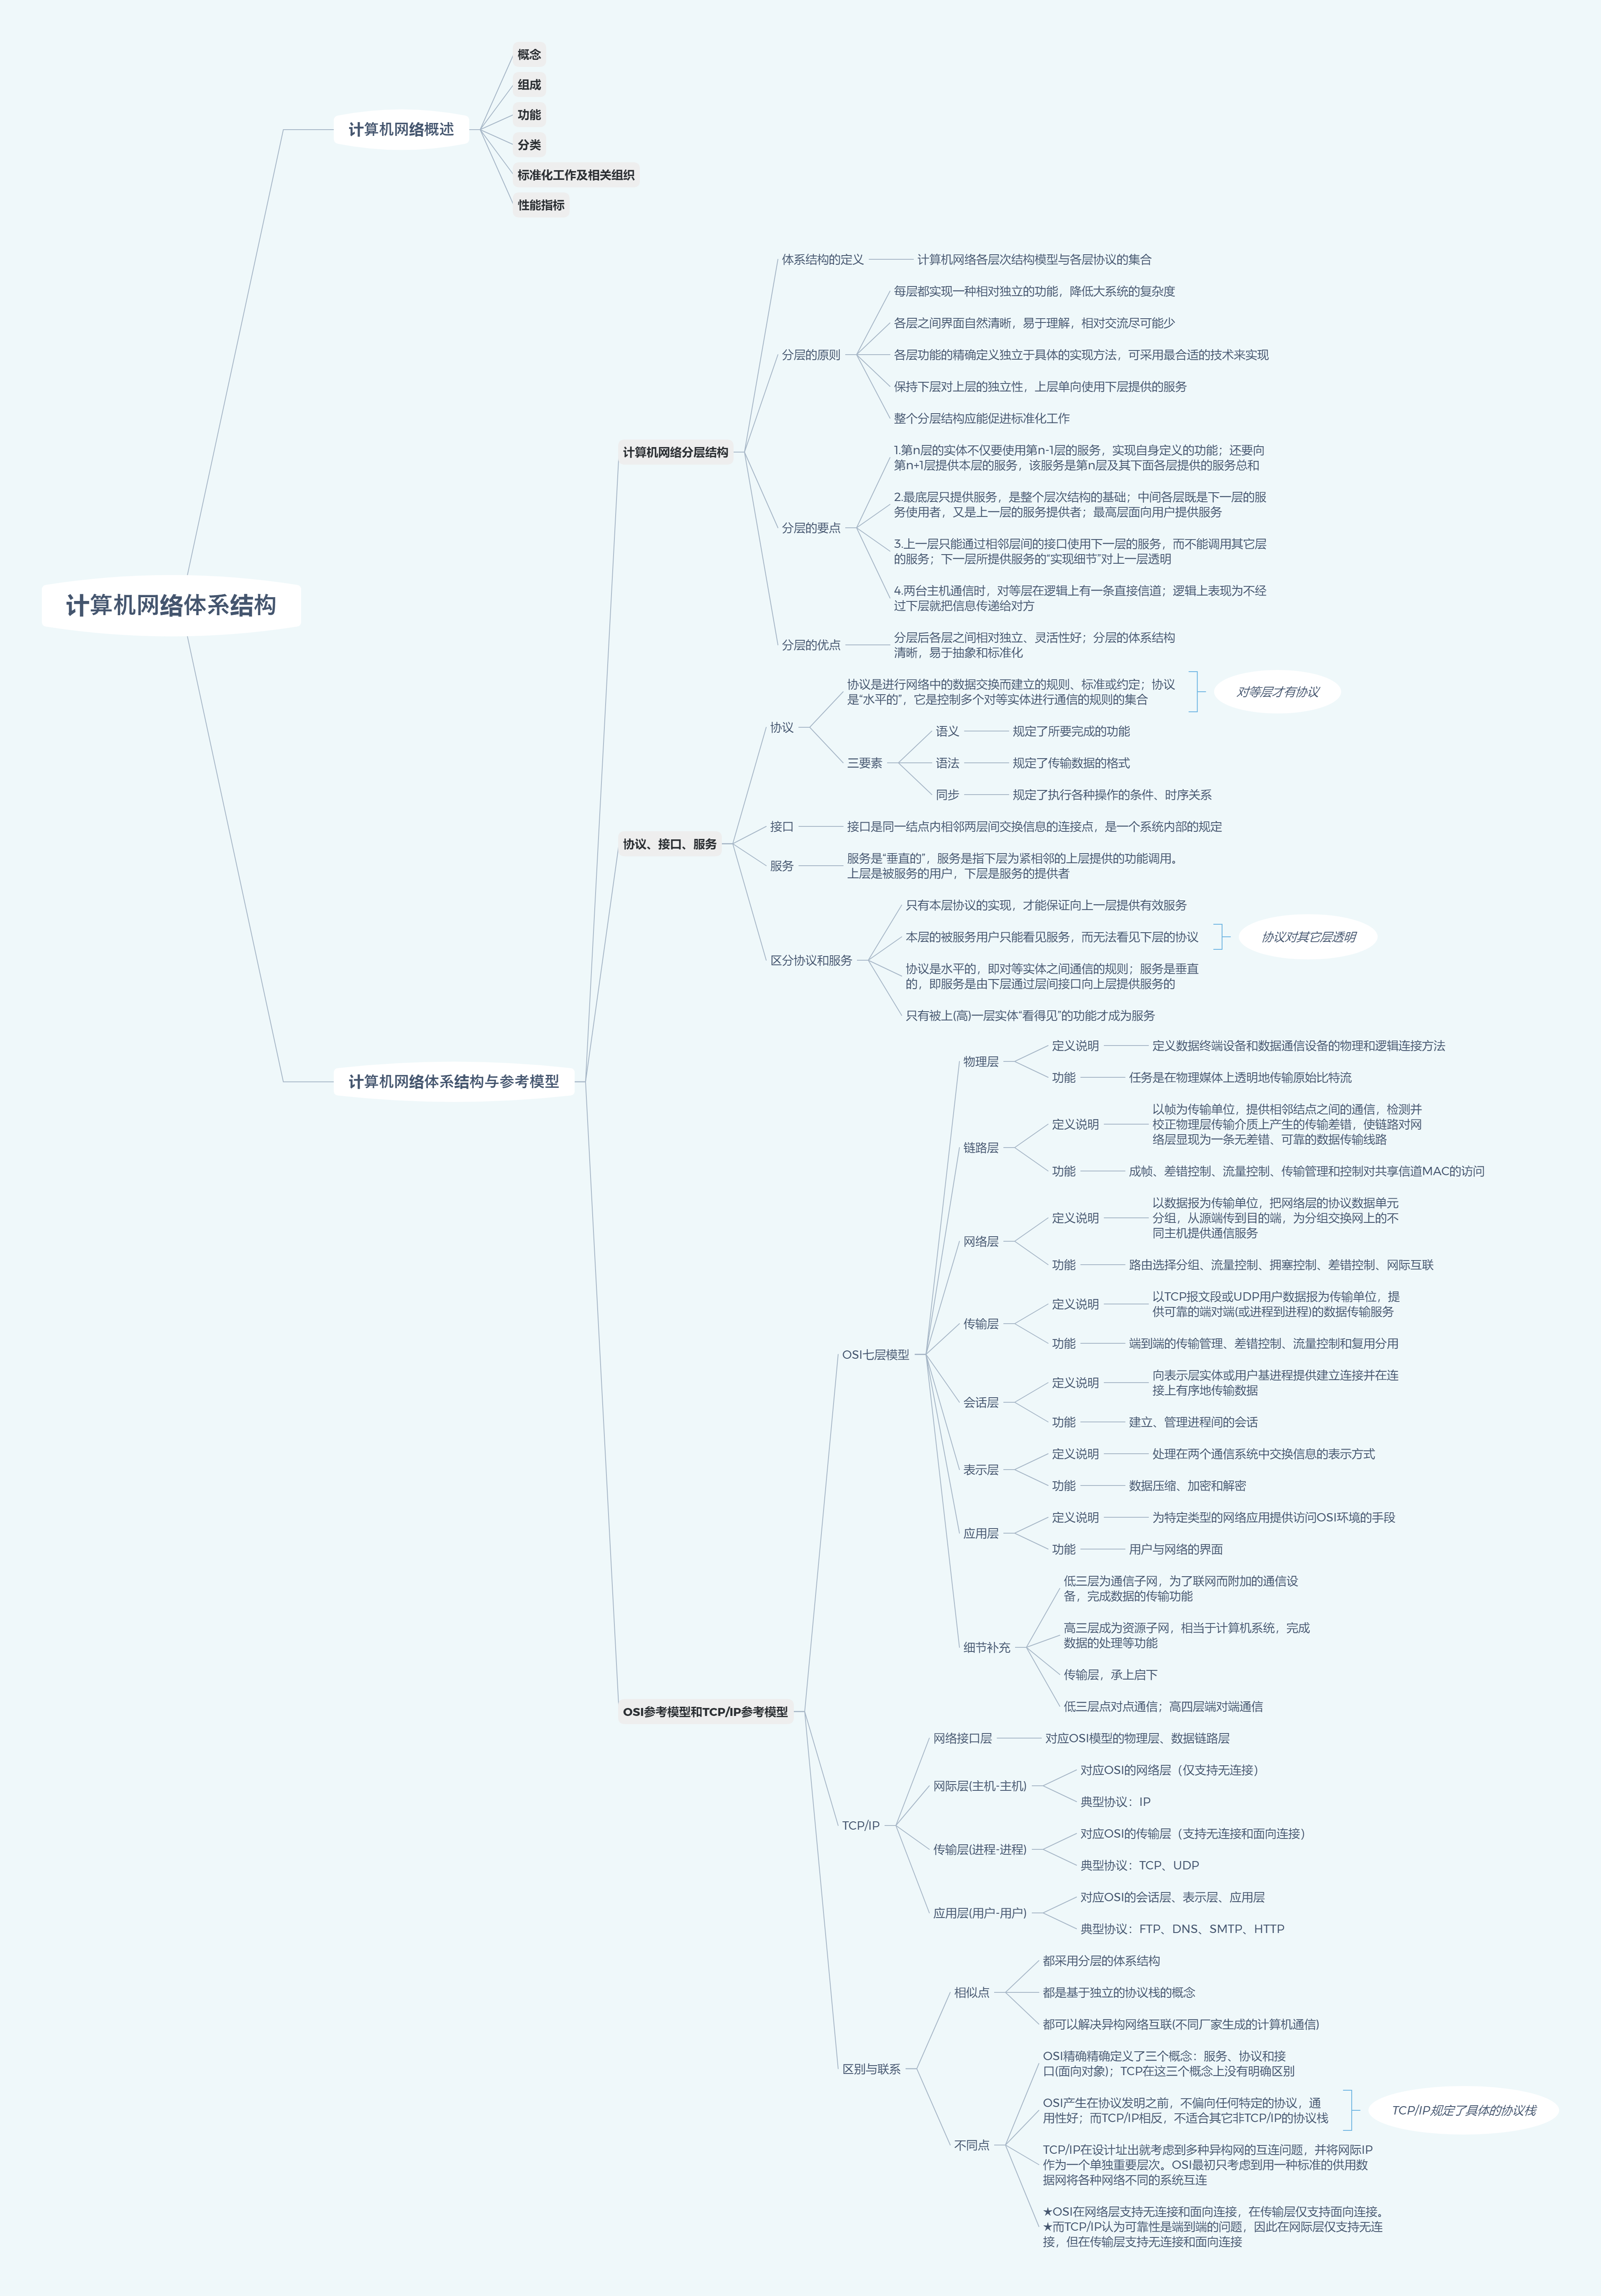 概念
组成
功能
计算机网络概述
分类
标准化工作及相关组织
性能指标
计算机网络体系结构
计算机网络体系结构与参考模型
计算机网络分层结构
体系结构的定义
计算机网络各层次结构模型与各层协议的集合
分层的原则
每层都实现一种相对独立的功能，降低大系统的复杂度
各层之间界面自然清晰，易于理解，相对交流尽可能少
各层功能的精确定义独立于具体的实现方法，可采用最合适的技术来实现
保持下层对上层的独立性，上层单向使用下层提供的服务
整个分层结构应能促进标准化工作
分层的要点
1.第n层的实体不仅要使用第n-1层的服务，实现自身定义的功能；还要向
第n+1层提供本层的服务，该服务是第n层及其下面各层提供的服务总和
2.最底层只提供服务，是整个层次结构的基础；中间各层既是下一层的服
务使用者，又是上一层的服务提供者；最高层面向用户提供服务
3.上一层只能通过相邻层间的接口使用下一层的服务，而不能调用其它层
的服务；下一层所提供服务的“实现细节”对上一层透明
4.两台主机通信时，对等层在逻辑上有一条直接信道；逻辑上表现为不经
过下层就把信息传递给对方
分层的优点
分层后各层之间相对独立、灵活性好；分层的体系结构
清晰，易于抽象和标准化
协议、接口、服务
协议
协议是进行网络中的数据交换而建立的规则、标准或约定；协议
是“水平的”，它是控制多个对等实体进行通信的规则的集合
对等层才有协议
三要素
语义
规定了所要完成的功能
语法
规定了传输数据的格式
同步
规定了执行各种操作的条件、时序关系
接口
接口是同一结点内相邻两层间交换信息的连接点，是一个系统内部的规定
服务
服务是“垂直的”，服务是指下层为紧相邻的上层提供的功能调用。
上层是被服务的用户，下层是服务的提供者
区分协议和服务
只有本层协议的实现，才能保证向上一层提供有效服务
本层的被服务用户只能看见服务，而无法看见下层的协议
协议对其它层透明
协议是水平的，即对等实体之间通信的规则；服务是垂直
的，即服务是由下层通过层间接口向上层提供服务的
只有被上(高)一层实体“看得见”的功能才成为服务
OSI参考模型和TCP/IP参考模型
OSI七层模型
物理层
定义说明
定义数据终端设备和数据通信设备的物理和逻辑连接方法
功能
任务是在物理媒体上透明地传输原始比特流
链路层
定义说明
以帧为传输单位，提供相邻结点之间的通信，检测并
校正物理层传输介质上产生的传输差错，使链路对网
络层显现为一条无差错、可靠的数据传输线路
功能
成帧、差错控制、流量控制、传输管理和控制对共享信道MAC的访问
网络层
定义说明
以数据报为传输单位，把网络层的协议数据单元
分组，从源端传到目的端，为分组交换网上的不
同主机提供通信服务
功能
路由选择分组、流量控制、拥塞控制、差错控制、网际互联
传输层
定义说明
以TCP报文段或UDP用户数据报为传输单位，提
供可靠的端对端(或进程到进程)的数据传输服务
功能
端到端的传输管理、差错控制、流量控制和复用分用
会话层
定义说明
向表示层实体或用户基进程提供建立连接并在连
接上有序地传输数据
功能
建立、管理进程间的会话
表示层
定义说明
处理在两个通信系统中交换信息的表示方式
功能
数据压缩、加密和解密
应用层
定义说明
为特定类型的网络应用提供访问OSI环境的手段
功能
用户与网络的界面
细节补充
低三层为通信子网，为了联网而附加的通信设
备，完成数据的传输功能
高三层成为资源子网，相当于计算机系统，完成
数据的处理等功能
传输层，承上启下
低三层点对点通信；高四层端对端通信
TCP/IP
网络接口层
对应OSI模型的物理层、数据链路层
网际层(主机-主机)
对应OSI的网络层（仅支持无连接）
典型协议：IP
传输层(进程-进程)
对应OSI的传输层（支持无连接和面向连接）
典型协议：TCP、UDP
应用层(用户-用户)
对应OSI的会话层、表示层、应用层
典型协议：FTP、DNS、SMTP、HTTP
区别与联系
相似点
都采用分层的体系结构
都是基于独立的协议栈的概念
都可以解决异构网络互联(不同厂家生成的计算机通信)
不同点
OSI精确精确定义了三个概念：服务、协议和接
口(面向对象)；TCP在这三个概念上没有明确区别
OSI产生在协议发明之前，不偏向任何特定的协议，通
用性好；而TCP/IP相反，不适合其它非TCP/IP的协议栈
TCP/IP规定了具体的协议栈
TCP/IP在设计址出就考虑到多种异构网的互连问题，并将网际IP
作为一个单独重要层次。OSI最初只考虑到用一种标准的供用数
据网将各种网络不同的系统互连
★OSI在网络层支持无连接和面向连接，在传输层仅支持面向连接。
★而TCP/IP认为可靠性是端到端的问题，因此在网际层仅支持无连
接，但在传输层支持无连接和面向连接